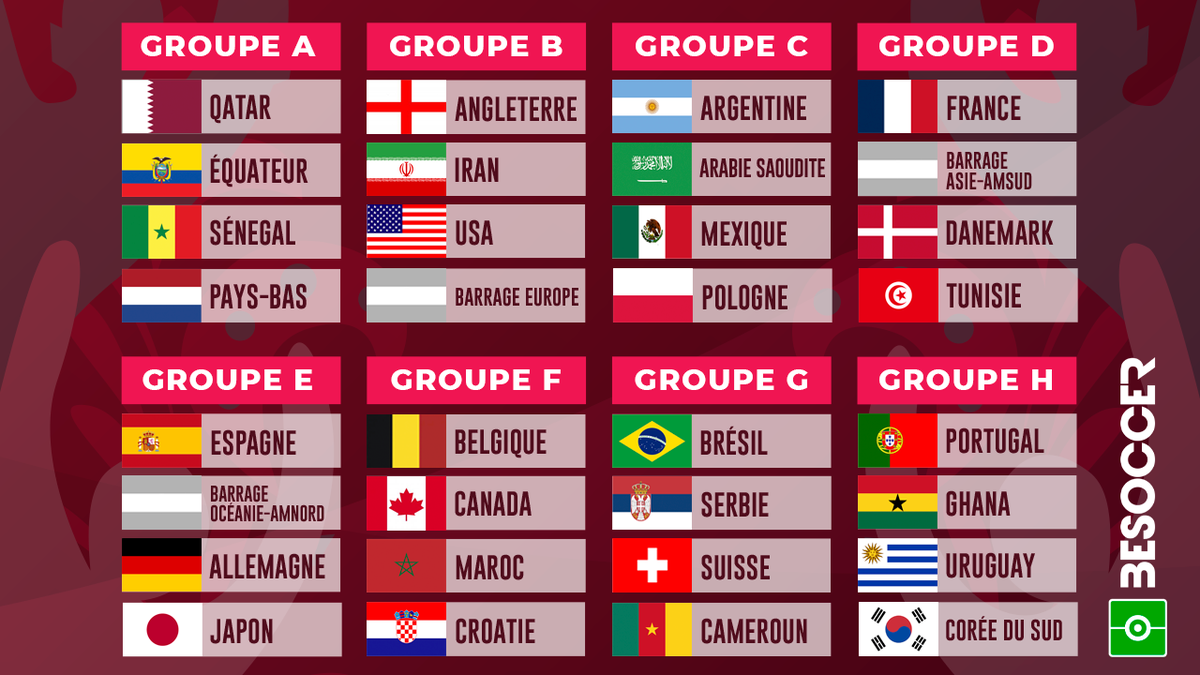 GROUPE A
QATAR
ÉQUATEUR
SÉNEGAL
PAYS-BAS
GROUPE B
ANGLETERRE
IRAN
USA
BARRAGE EUROPE
GROUPE C
ARGENTINE
ARABIE SAOUDITE
MEXIQUE
POLOGNE
GROUPE D
FRANCE
BARRAGE
ASIE-AMSUD
DANEMARK
TUNISIE
GROUPE E
ESPAGNE
BARRAGE
OCÉANIE-AMNORD
ALLEMAGNE
JAPON
GROUPE F
BELGIQUE
CANADA
MAROC
CROATIE
GROUPE G
BRÉSIL
SERBIE
SUISSE
CAMEROUN
GROUPE H
PORTUGAL
GHANA
URUGUAY
CORÉE DU SUD
BESOCCER